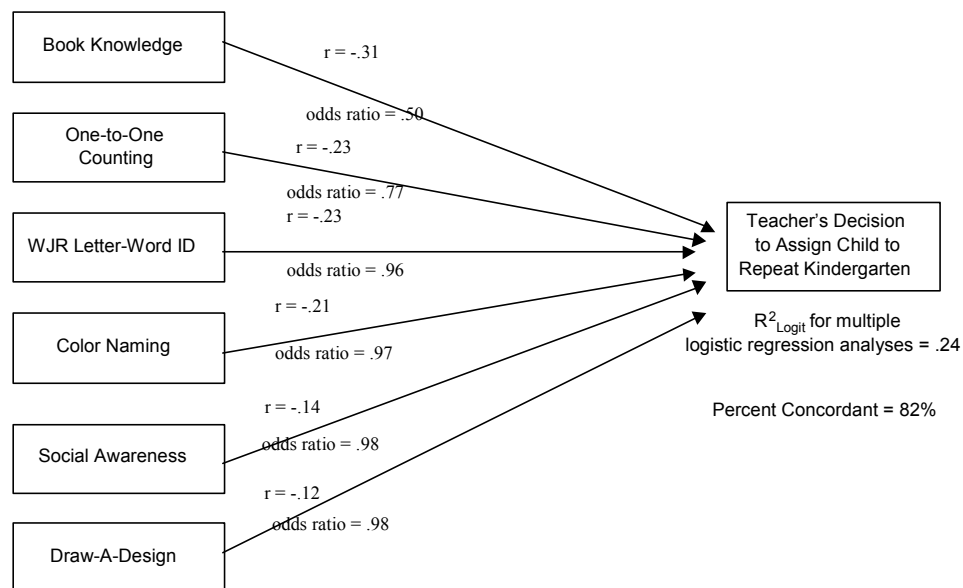 Book Knowledge
r = -.31
odds ratio = .50
One-to-One
Counting
r = -.23
odds ratio = .77
WJR Letter-Word ID
r = -.23
odds ratio = .96
Color Naming
r = -.21
odds ratio = .97
Social Awareness
r = -.14
odds ratio = .98
Draw-A-Design
r = -.12
odds ratio = .98
Teacher’s Decision
to Assign Child to
Repeat Kindergarten
R²Logit for multiple
logistic regression analyses = .24
Percent Concordant = 82%